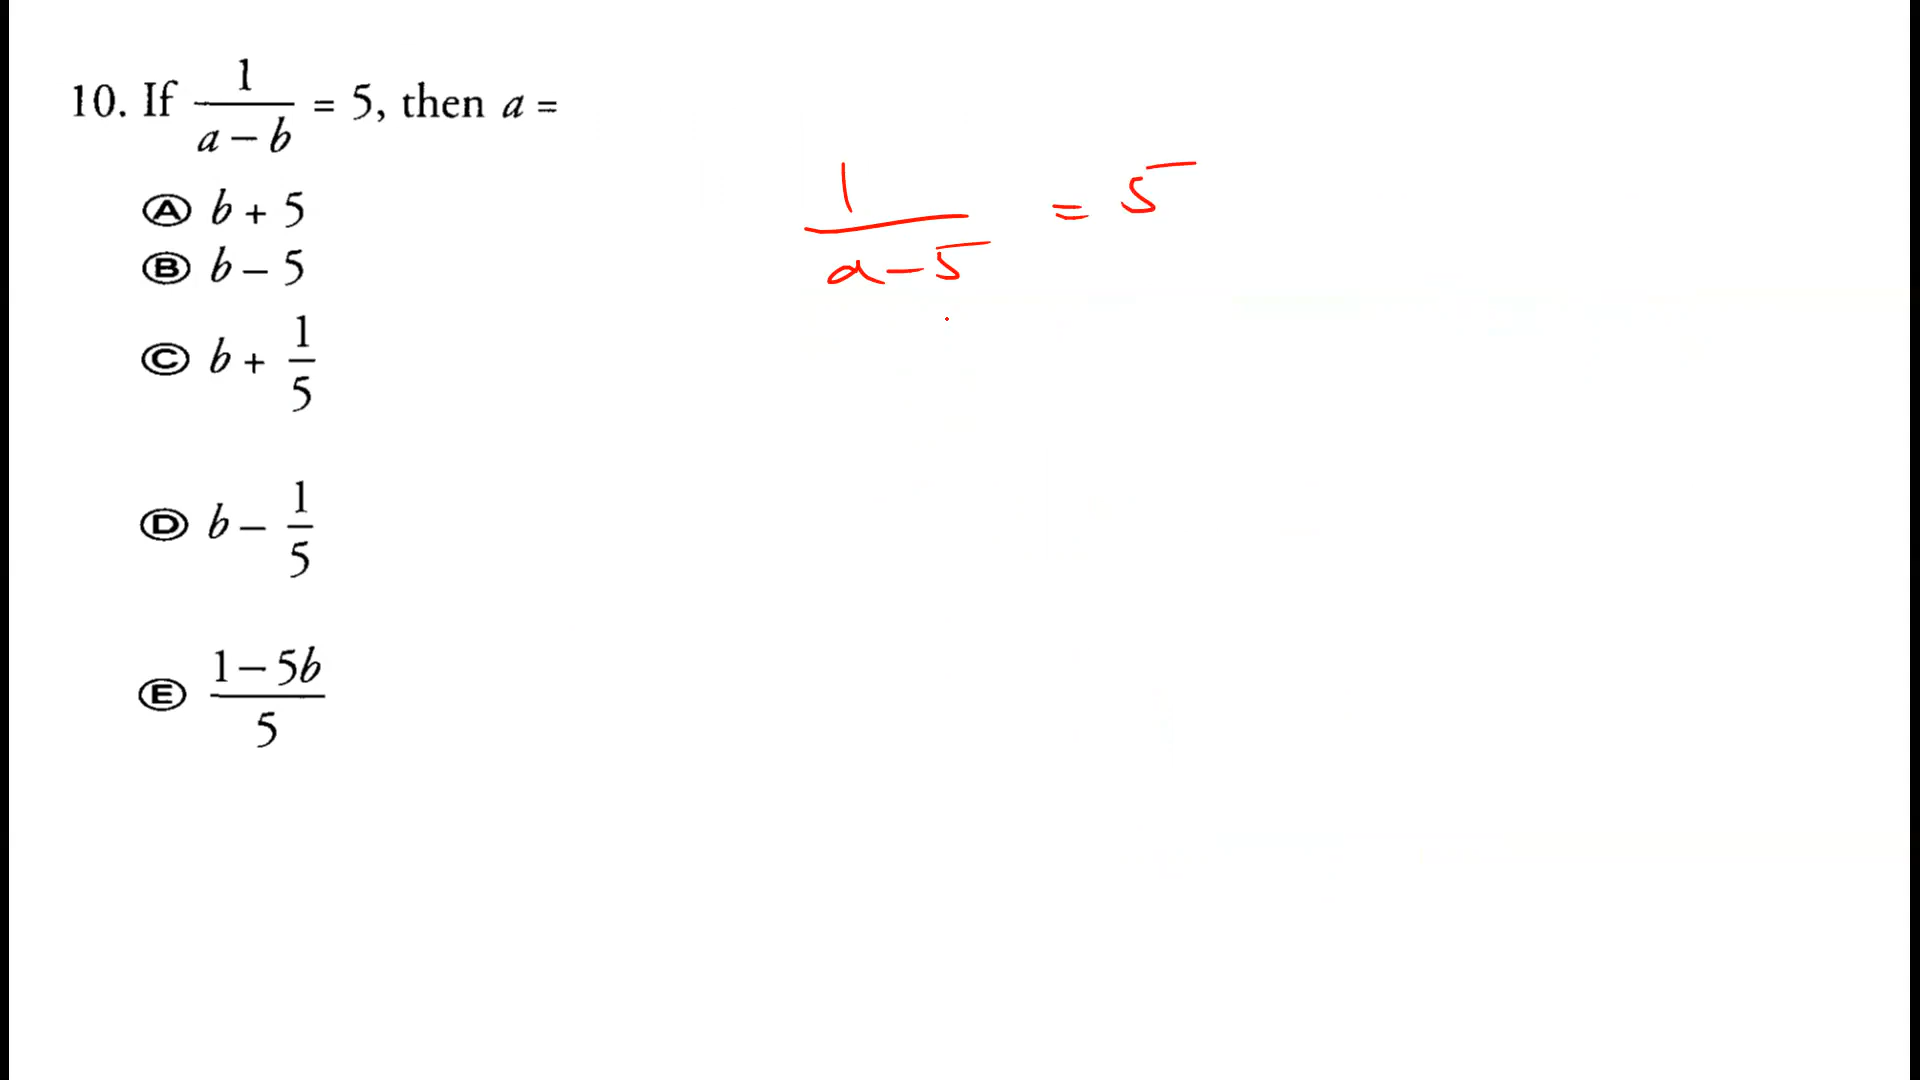 10. If 1/(a − b) = 5, then a =
Ⓐ b + 5
Ⓑ b − 5
Ⓒ b + 1/5
Ⓓ b − 1/5
Ⓔ (1 − 5b)/5
1/(a − 5) = 5